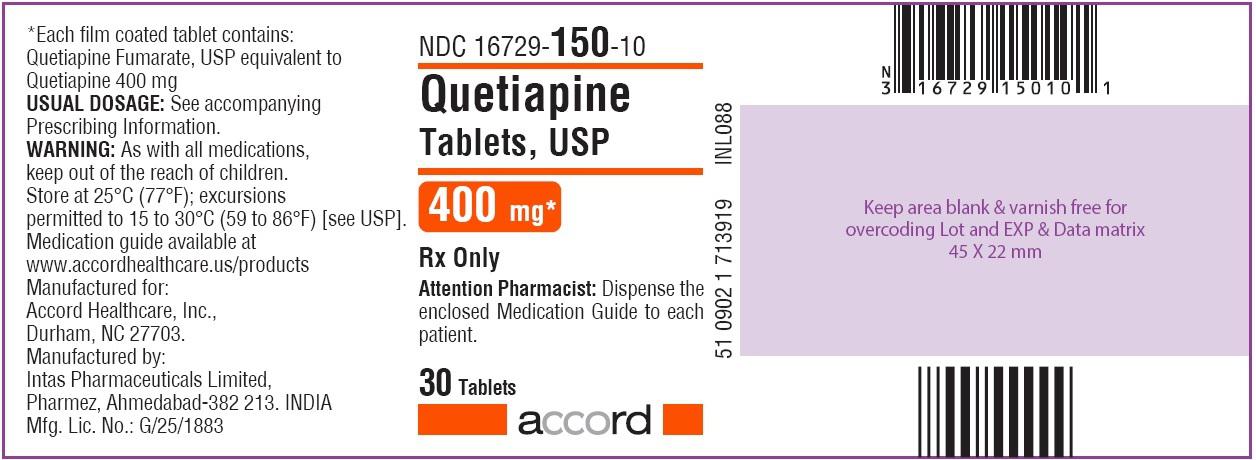 *Each film coated tablet contains:
Quetiapine Fumarate, USP equivalent to
Quetiapine 400 mg
USUAL DOSAGE: See accompanying
Prescribing Information.
WARNING: As with all medications,
keep out of the reach of children.
Store at 25°C (77°F); excursions
permitted to 15 to 30°C (59 to 86°F) [see USP].
Medication guide available at
www.accordhealthcare.us/products
Manufactured for:
Accord Healthcare, Inc.,
Durham, NC 27703.
Manufactured by:
Intas Pharmaceuticals Limited,
Pharmez, Ahmedabad-382 213. INDIA
Mfg. Lic. No.: G/25/1883
NDC 16729-150-10
Quetiapine
Tablets, USP
400 mg*
Rx Only
Attention Pharmacist: Dispense the
enclosed Medication Guide to each
patient.
30 Tablets
accord
51 0902 1 713919 INL088
N
3 16729 15010 1
Keep area blank & varnish free for
overcoding Lot and EXP & Data matrix
45 X 22 mm